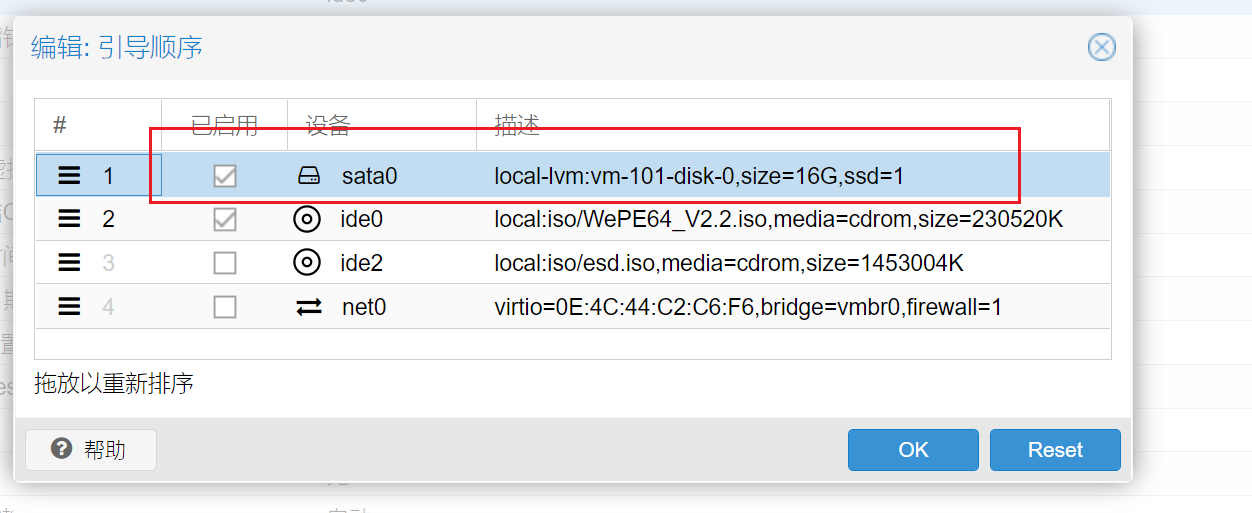 编辑: 引导顺序
# 已启用 设备 描述
1 sata0 local-lvm:vm-101-disk-0,size=16G,ssd=1
2 ide0 local:iso/WePE64_V2.2.iso,media=cdrom,size=230520K
3 ide2 local:iso/esd.iso,media=cdrom,size=1453004K
4 net0 virtio=0E:4C:44:C2:C6:F6,bridge=vmbr0,firewall=1
拖放以重新排序
? 帮助 OK Reset